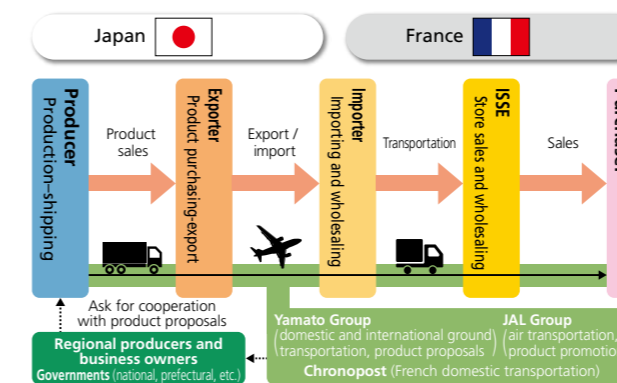 Japan
France
Producer
Production–shipping
Product
sales
Exporter
Product purchasing-export
Export /
import
Importer
Importing and wholesaling
Transportation
ISSE
Store sales and wholesaling
Sales
Ask for cooperation
with product proposals
Regional producers and
business owners
Governments (national, prefectural, etc.)
Yamato Group
(domestic and international ground
transportation, product proposals)
JAL Group
(air transportation,
product promotio
Chronopost (French domestic transportation)